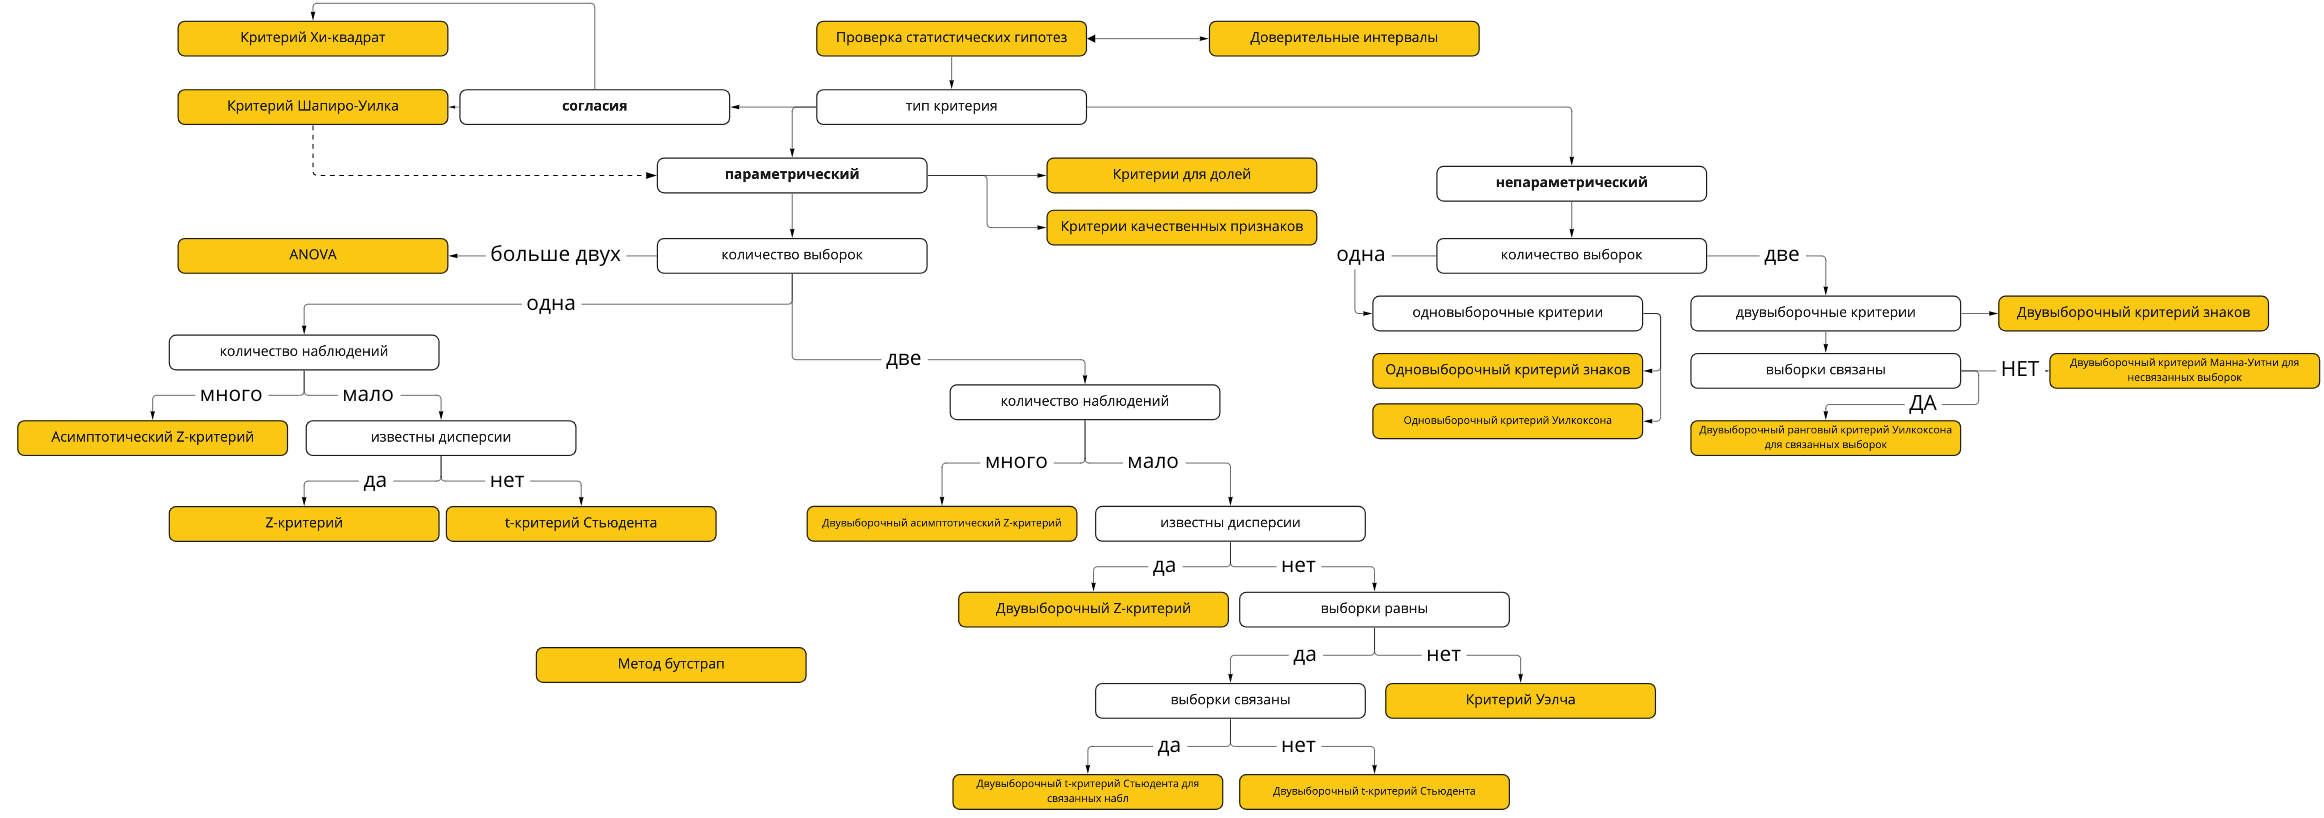 Критерий Хи-квадрат
Проверка статистических гипотез
Доверительные интервалы
Критерий Шапиро-Уилка
согласия
тип критерия
параметрический
Критерии для долей
непараметрический
Критерии качественных признаков
ANOVA
больше двух
количество выборок
одна
количество выборок
две
одна
одновыборочные критерии
двувыборочные критерии
Двувыборочный критерий знаков
количество наблюдений
две
Одновыборочный критерий знаков
выборки связаны
НЕТ
Двувыборочный критерий Манна-Уитни для
несвязанных выборок
много
мало
количество наблюдений
ДА
Одновыборочный критерий Уилкоксона
Двувыборочный ранговый критерий Уилкоксона
для связанных выборок
Асимптотический Z-критерий
известны дисперсии
много
мало
да
нет
Z-критерий
t-критерий Стьюдента
Двувыборочный асимптотический Z-критерий
известны дисперсии
да
нет
Двувыборочный Z-критерий
выборки равны
Метод бутстрап
да
нет
выборки связаны
Критерий Уэлча
да
нет
Двувыборочный t-критерий Стьюдента для
связанных набл
Двувыборочный t-критерий Стьюдента